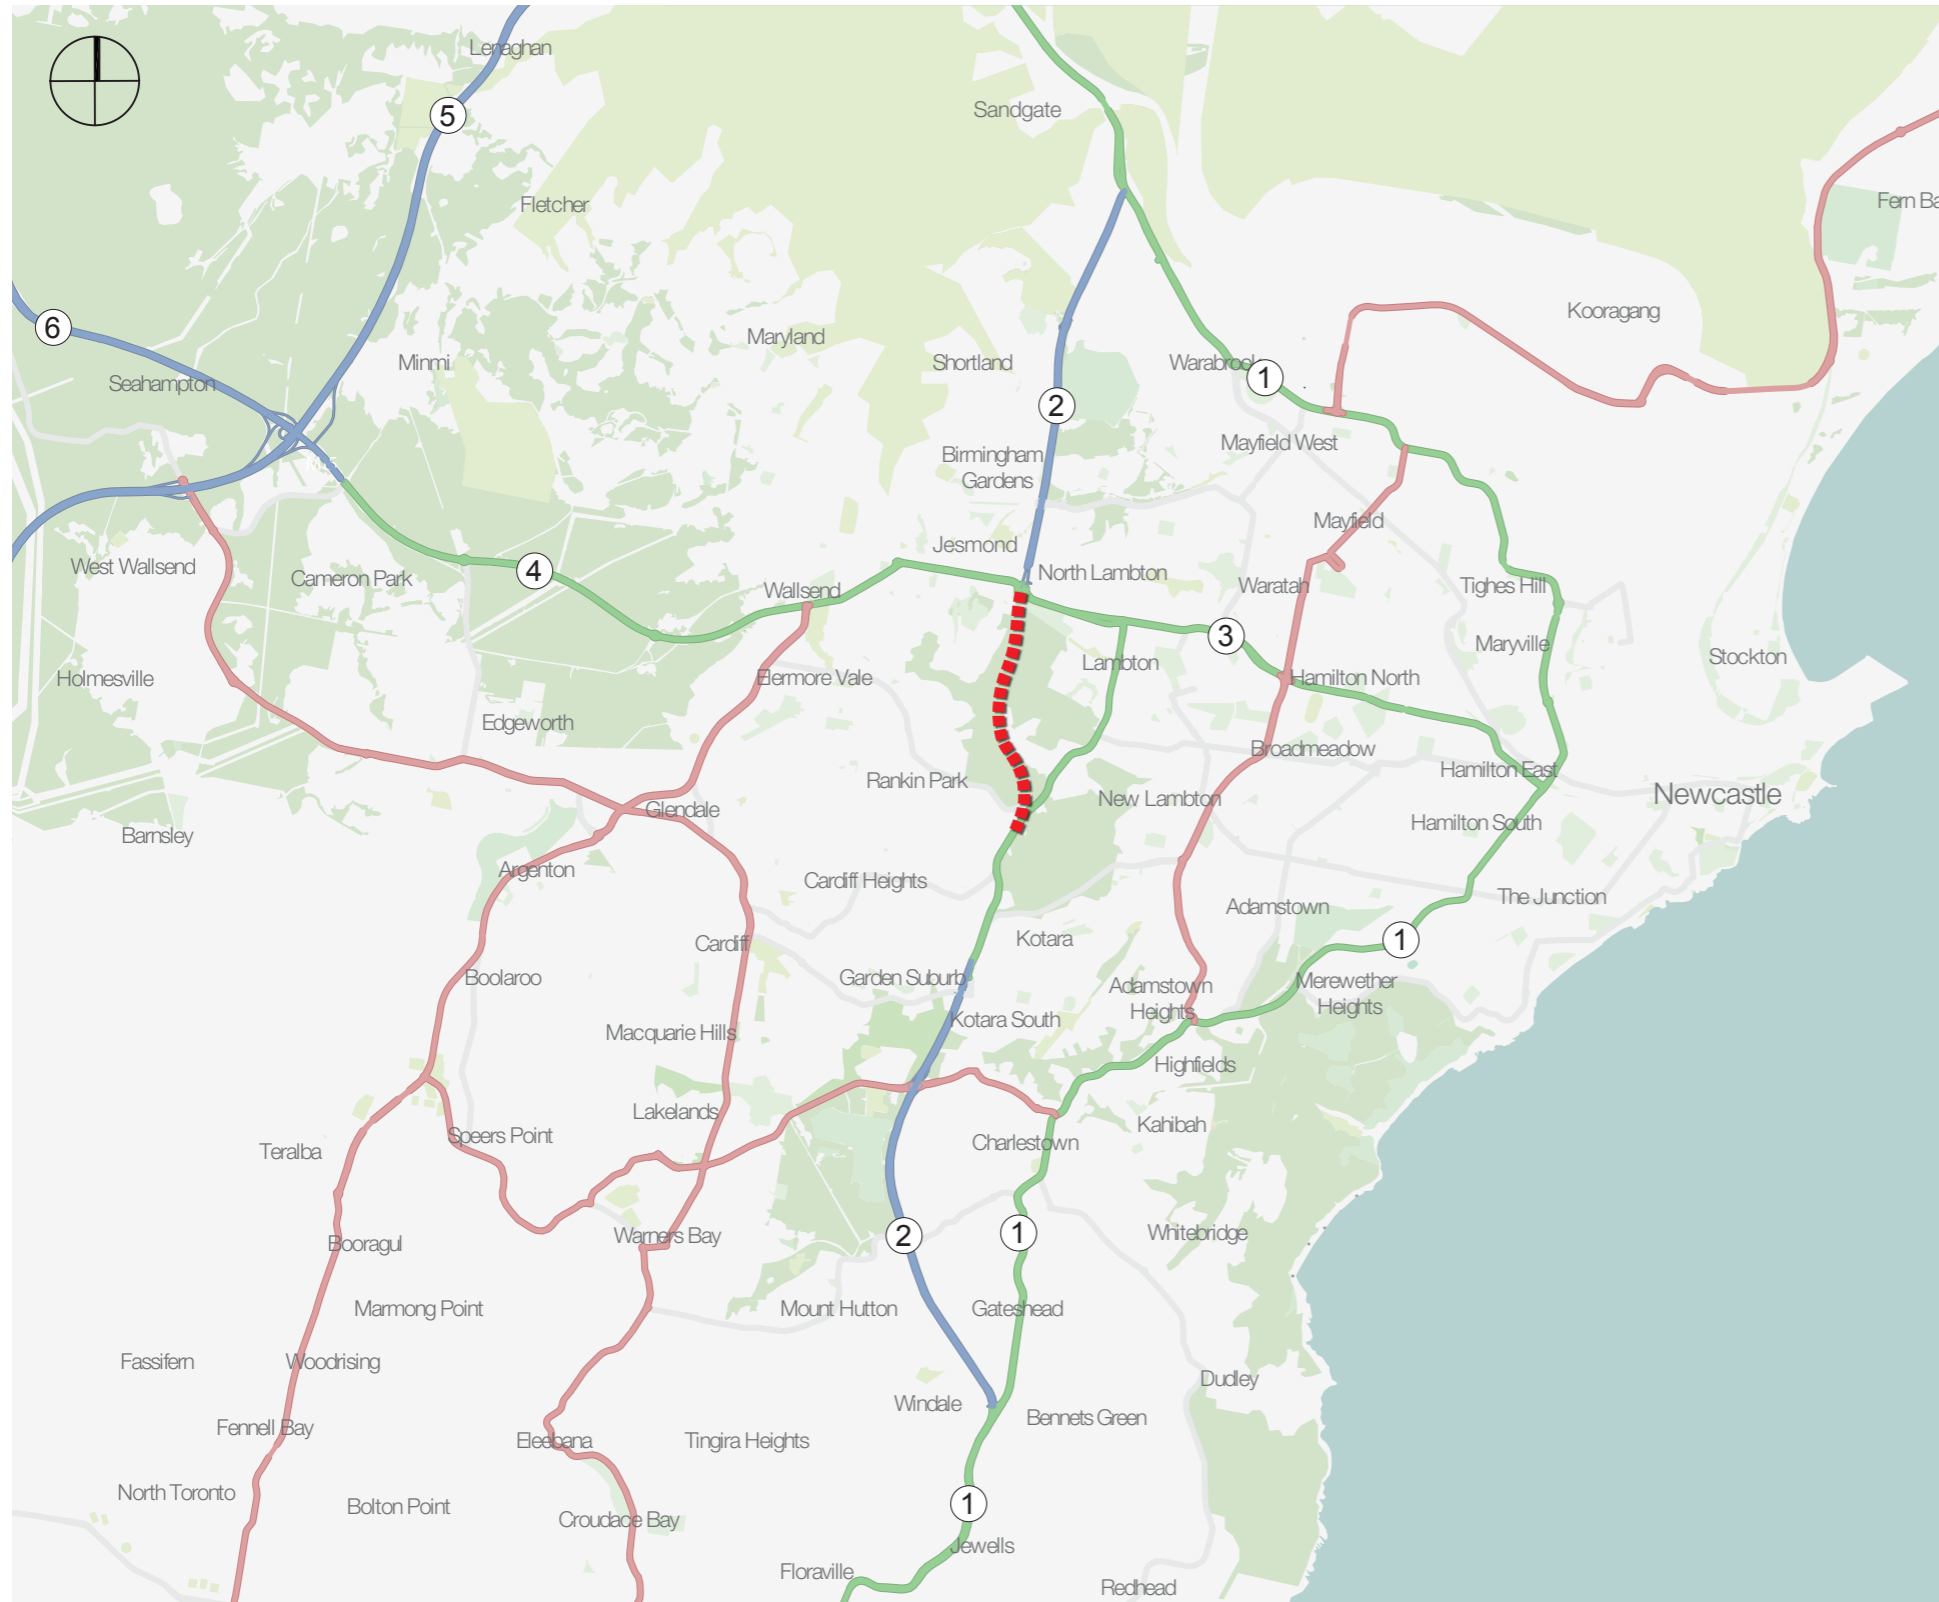 Lenaghan
5
Sandgate
Fletcher
Fern Ba
6
Kooragang
Maryland
Minmi
Shortland
Warabrook
1
Seahampton
2
Mayfield West
Birmingham
Gardens
Mayfield
Jesmond
West Wallsend
Cameron Park
4
Wallsend
North Lambton
Waratah
Tighes Hill
3
Maryville
Lambton
Stockton
Holmesville
Elermore Vale
Hamilton North
Edgeworth
Broadmeadow
Rankin Park
Hamilton East
New Lambton
Newcastle
Glendale
Hamilton South
Barnsley
Argenton
Cardiff Heights
The Junction
Adamstown
Cardiff
Kotara
1
Boolaroo
Garden Suburb
Adamstown
Heights
Merewether
Heights
Kotara South
Macquarie Hills
Highfields
Lakelands
Kahibah
Speers Point
Charlestown
Teralba
Booragul
Warners Bay
2
1
Whitebridge
Marmong Point
Mount Hutton
Gateshead
Fassifern
Woodrising
Dudley
Windale
Bennets Green
Fennell Bay
Eleebana
Tingira Heights
North Toronto
Bolton Point
1
Croudace Bay
Jewells
Floraville
Redhead